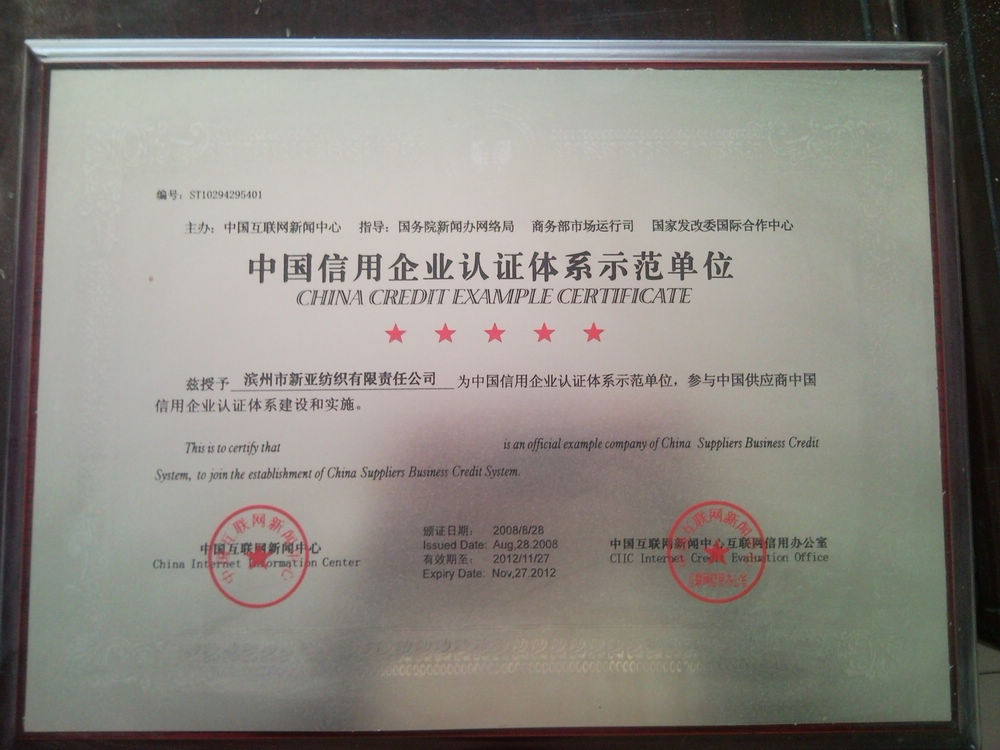 编号：ST10294295401
主办：中国互联网新闻中心 指导：国务院新闻办网络局 商务部市场运行司 国家发改委国际合作中心
中国信用企业认证体系示范单位
CHINA CREDIT EXAMPLE CERTIFICATE
兹授予 滨州市新亚纺织有限责任公司 为中国信用企业认证体系示范单位，参与中国供应商中国
信用企业认证体系建设和实施。
This is to certify that is an official example company of China Suppliers Business Credit
System, to join the establishment of China Suppliers Business Credit System.
中国互联网新闻中心
中国互联网新闻中心
China Internet Information Center
颁证日期： 2008/8/28
Issued Date: Aug,28.2008
有效期至： 2012/11/27
Expiry Date: Nov,27.2012
中国互联网新闻中心互联网信用办公室
CIIC Internet Credit Evaluation Office